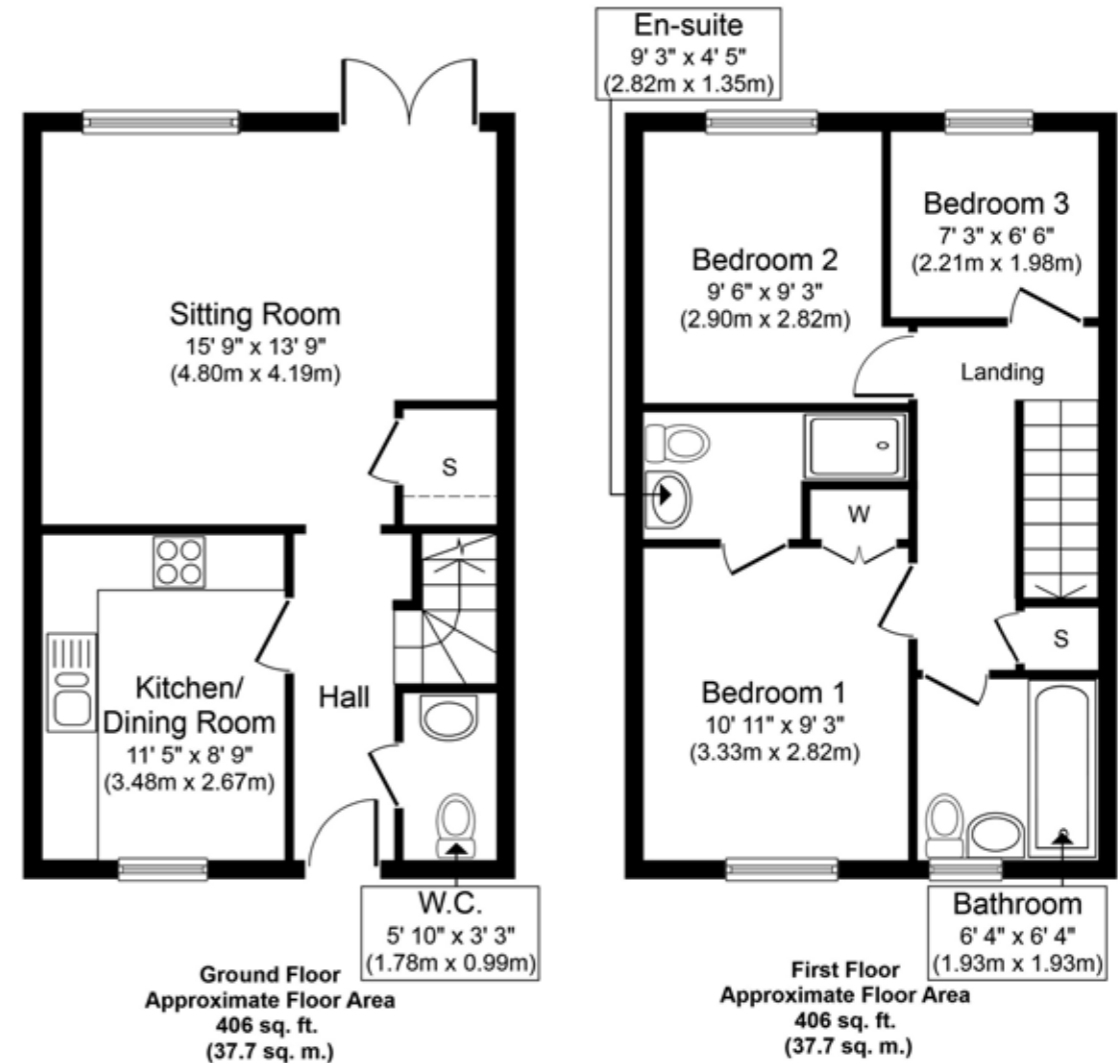 En-suite
9' 3" x 4' 5"
(2.82m x 1.35m)
Sitting Room
15' 9" x 13' 9"
(4.80m x 4.19m)
S
Kitchen/
Dining Room
11' 5" x 8' 9"
(3.48m x 2.67m)
Hall
W.C.
5' 10" x 3' 3"
(1.78m x 0.99m)
Ground Floor
Approximate Floor Area
406 sq. ft.
(37.7 sq. m.)
Bedroom 2
9' 6" x 9' 3"
(2.90m x 2.82m)
Bedroom 3
7' 3" x 6' 6"
(2.21m x 1.98m)
Landing
W
S
Bedroom 1
10' 11" x 9' 3"
(3.33m x 2.82m)
Bathroom
6' 4" x 6' 4"
(1.93m x 1.93m)
First Floor
Approximate Floor Area
406 sq. ft.
(37.7 sq. m.)